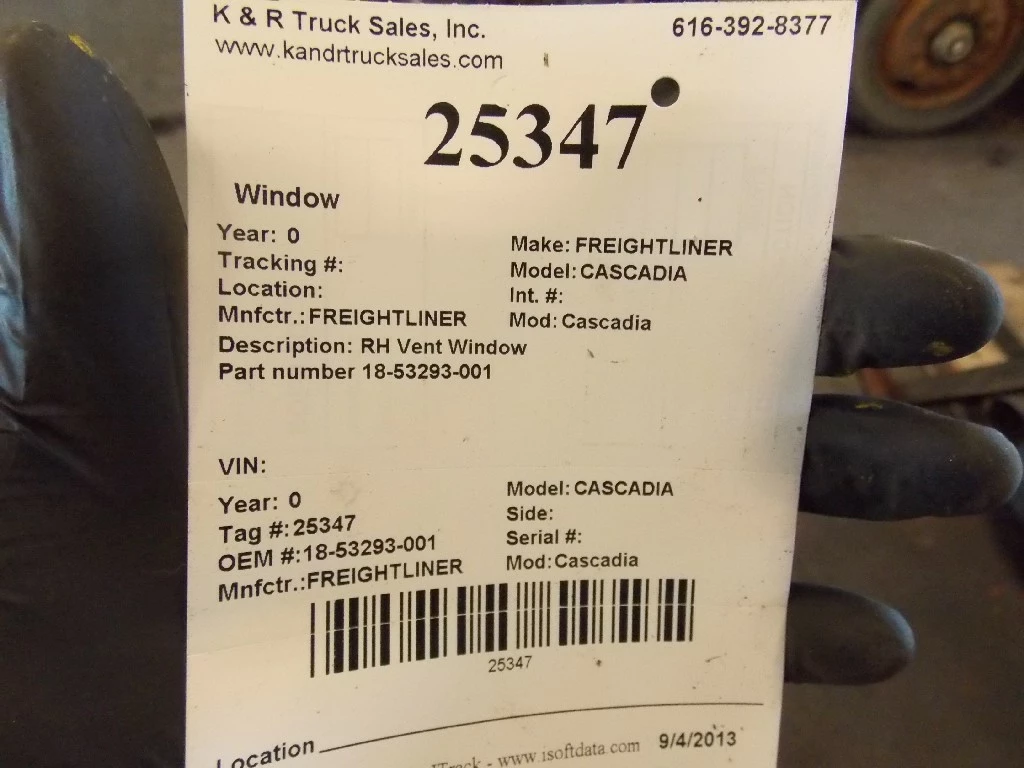 K & R Truck Sales, Inc. 616-392-8377
www.kandrtrucksales.com
25347
Window
Year: 0 Make: FREIGHTLINER
Tracking #: Model: CASCADIA
Location: Int. #:
Mnfctr.: FREIGHTLINER Mod: Cascadia
Description: RH Vent Window
Part number 18-53293-001
VIN:
Year: 0 Model: CASCADIA
Tag #: 25347 Side:
OEM #: 18-53293-001 Serial #:
Mnfctr.: FREIGHTLINER Mod: Cascadia
25347
Location
- www.isoftdata.com 9/4/2013